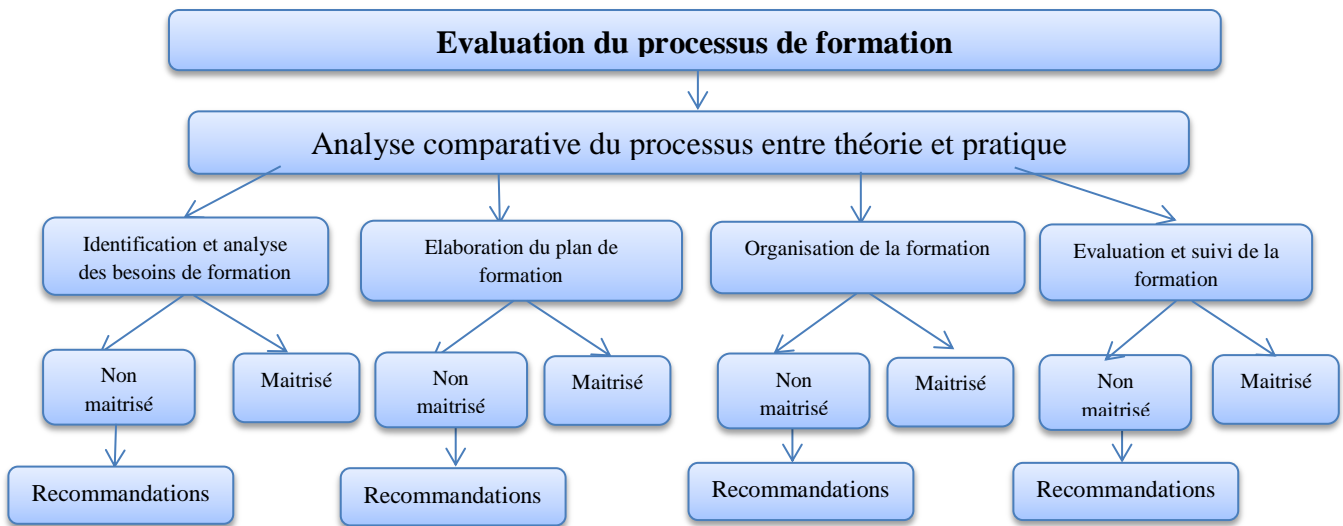 Evaluation du processus de formation
Analyse comparative du processus entre théorie et pratique
Identification et analyse
des besoins de formation
Elaboration du plan de
formation
Organisation de la formation
Evaluation et suivi de la
formation
Non
maitrisé
Maitrisé
Non
maitrisé
Maitrisé
Non
maitrisé
Maitrisé
Non
maitrisé
Maitrisé
Recommandations
Recommandations
Recommandations
Recommandations